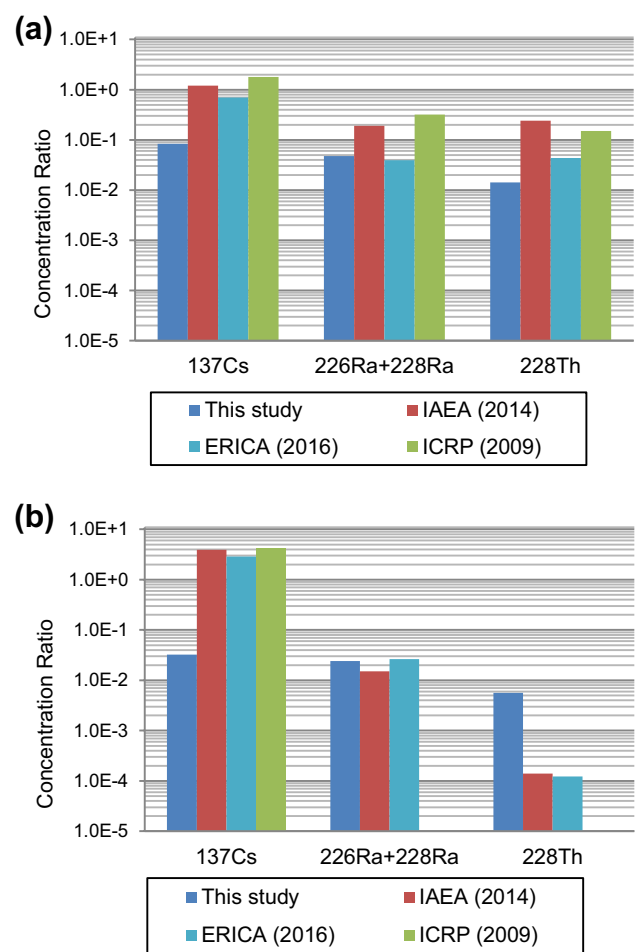 (a)
1.0E+1
1.0E+0
1.0E-1
1.0E-2
1.0E-3
1.0E-4
1.0E-5
Concentration Ratio
137Cs 226Ra+228Ra 228Th
This study IAEA (2014)
ERICA (2016) ICRP (2009)
(b)
1.0E+1
1.0E+0
1.0E-1
1.0E-2
1.0E-3
1.0E-4
1.0E-5
Concentration Ratio
137Cs 226Ra+228Ra 228Th
This study IAEA (2014)
ERICA (2016) ICRP (2009)